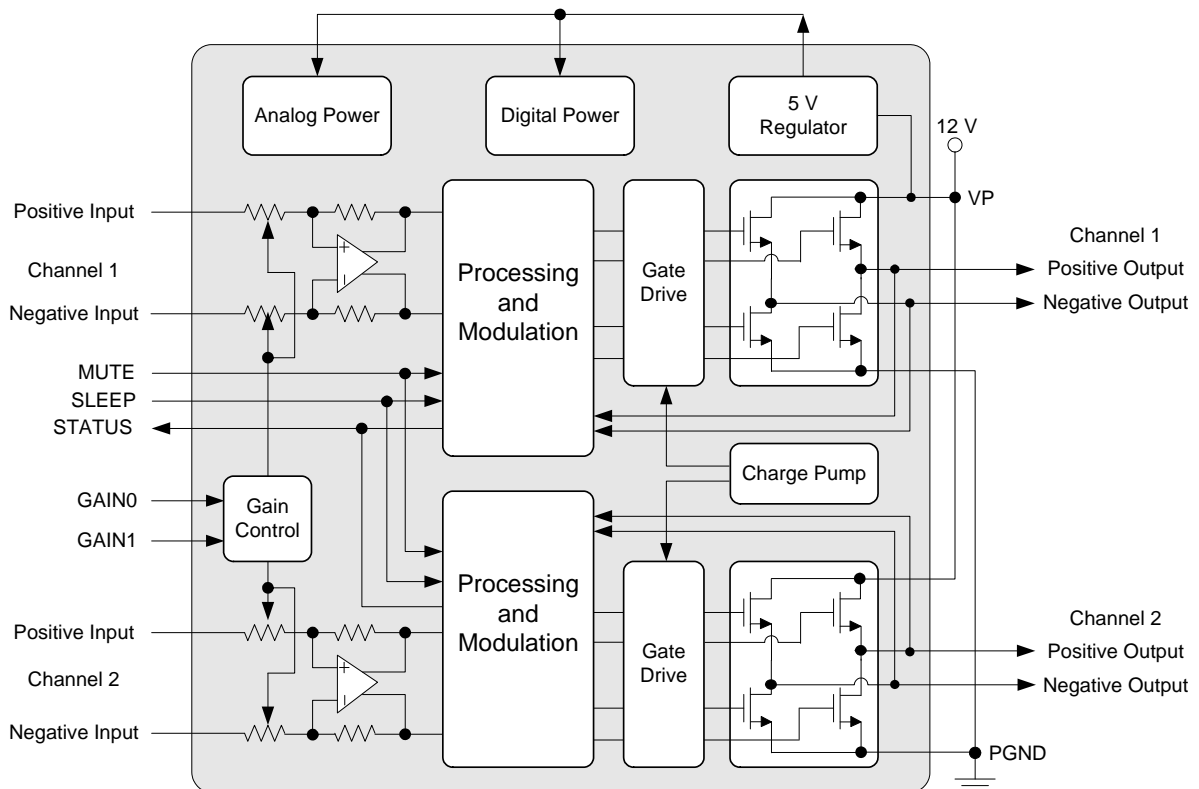 Analog Power
Digital Power
5 V
Regulator
12 V
VP
Positive Input
Channel 1
Negative Input
+
-
Processing
and
Modulation
Gate
Drive
Channel 1
Positive Output
Negative Output
MUTE
SLEEP
STATUS
Charge Pump
GAIN0
GAIN1
Gain
Control
Positive Input
Channel 2
Negative Input
+
-
Processing
and
Modulation
Gate
Drive
Channel 2
Positive Output
Negative Output
PGND